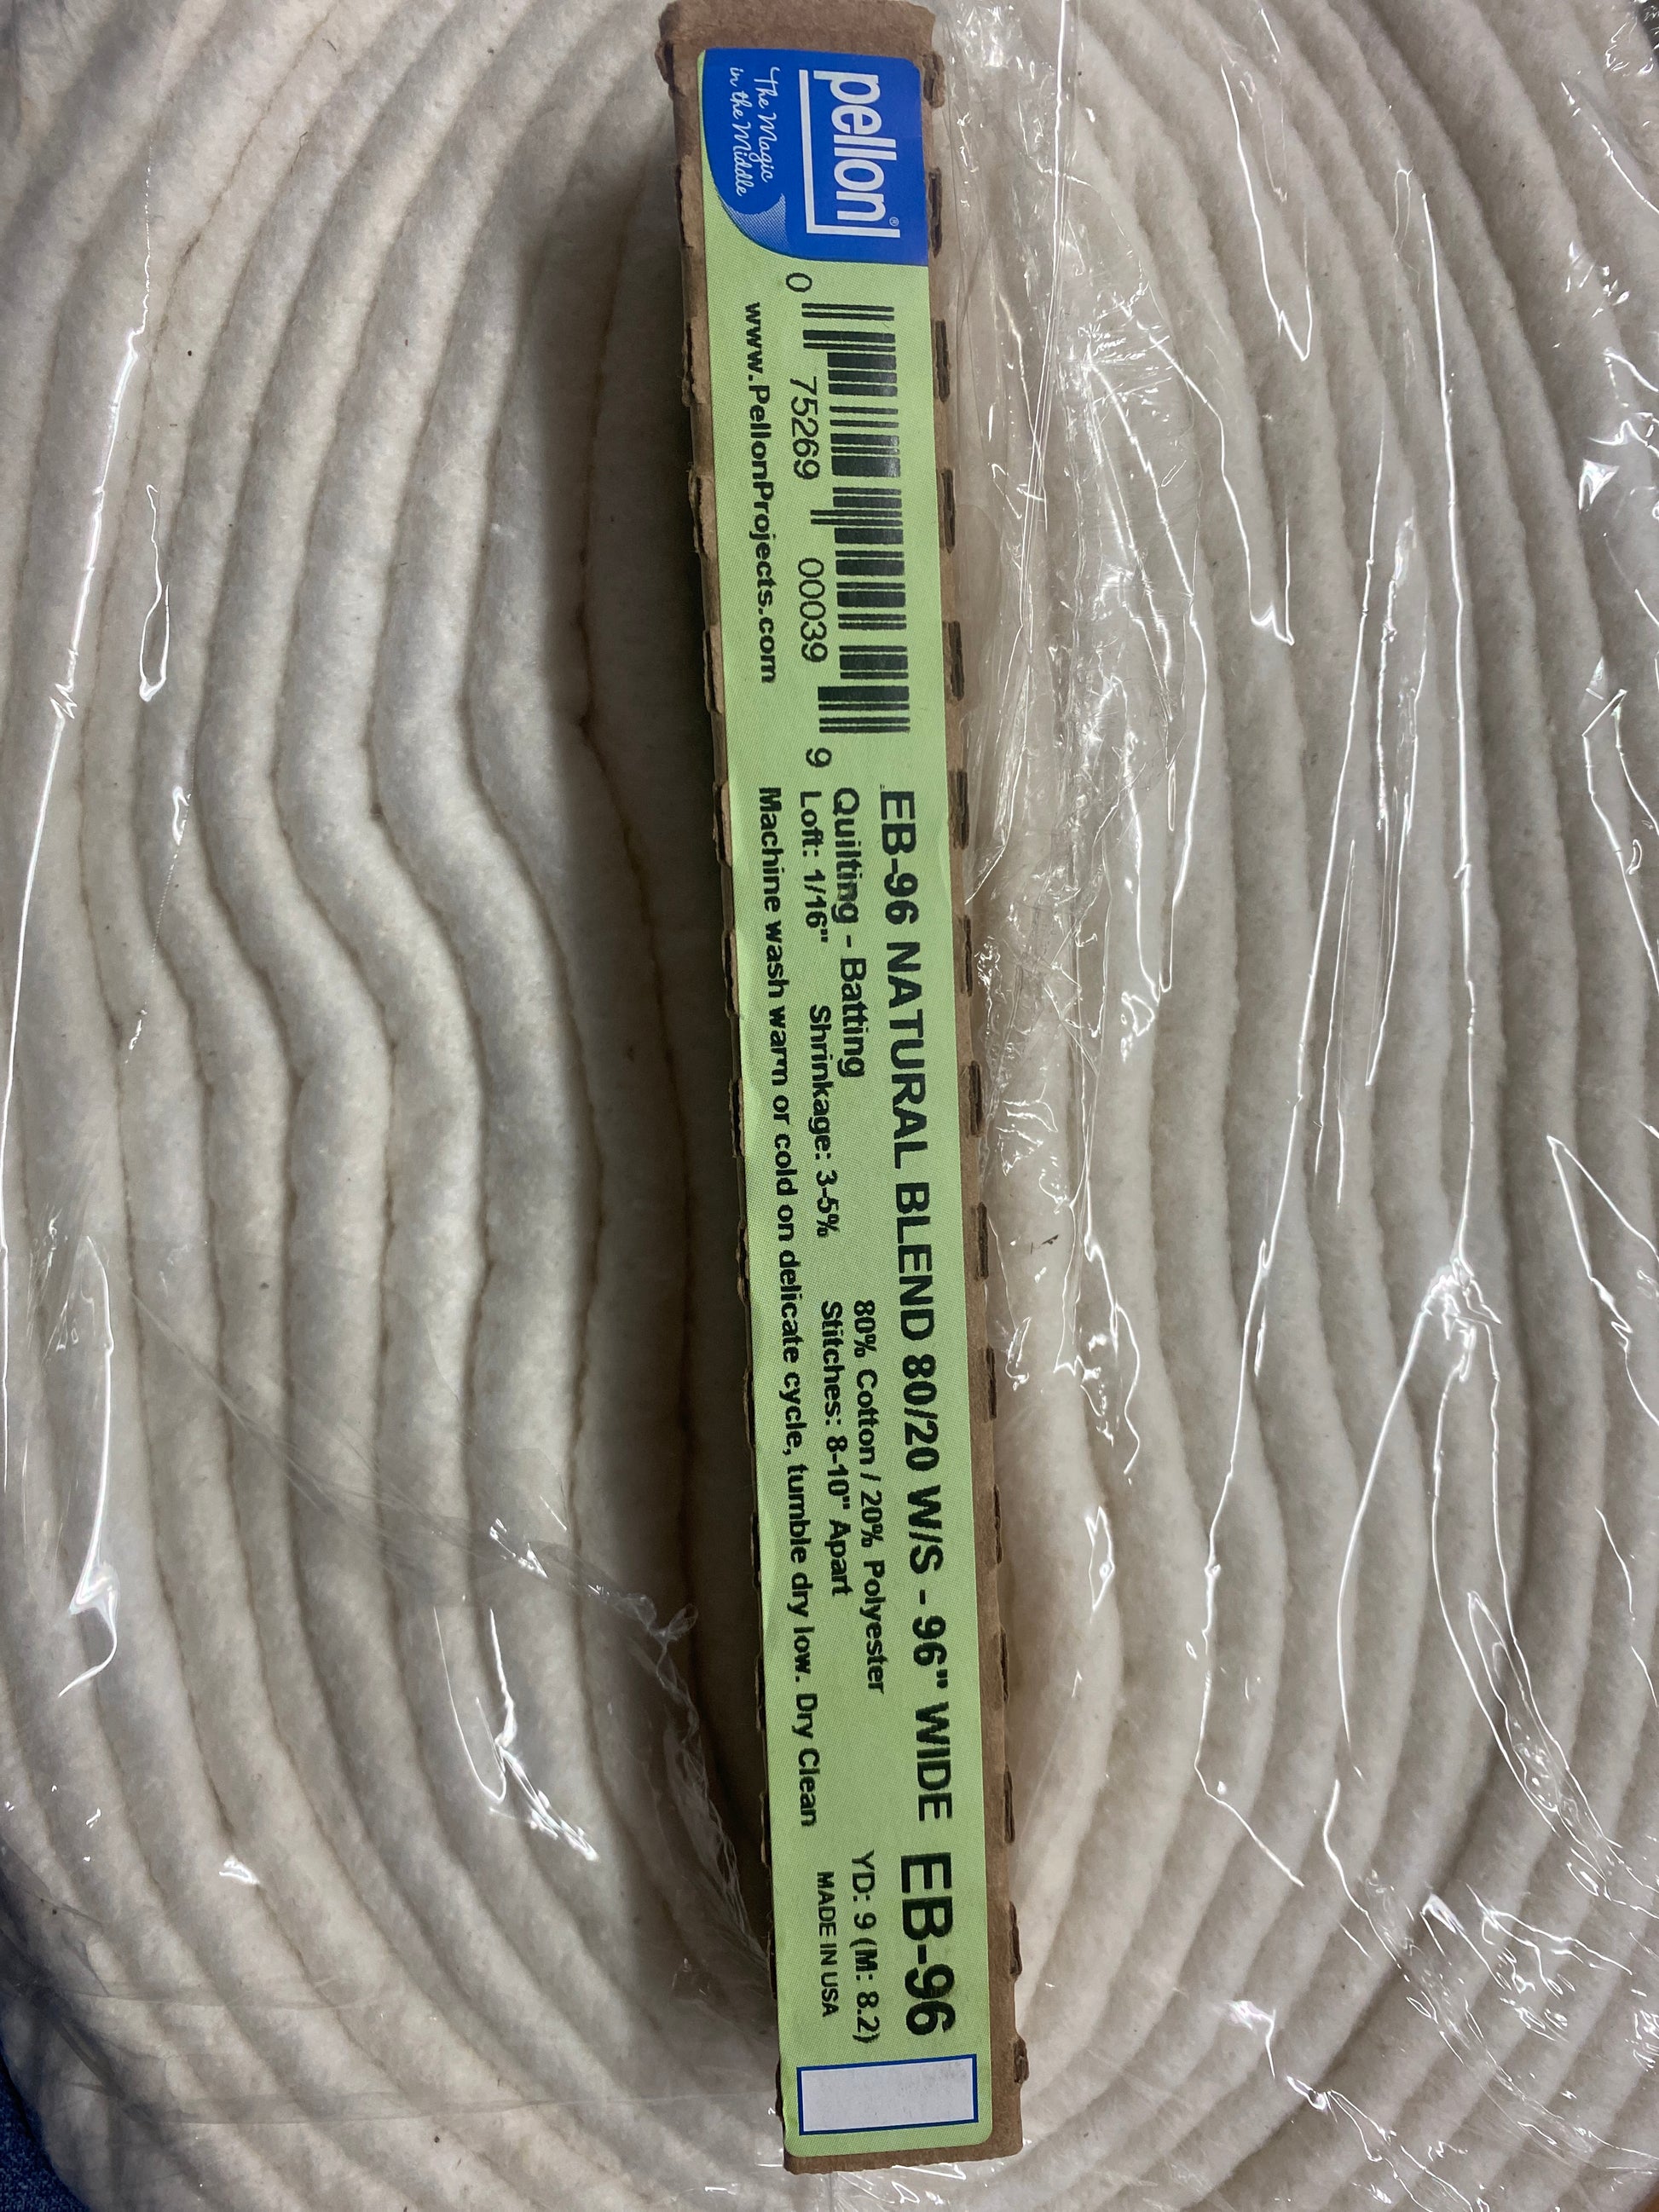 pellon®
The Magic
in the Middle
0 75269 00039 9
www.PellonProjects.com
EB-96 NATURAL BLEND 80/20 W/S - 96" WIDE
Quilting - Batting 80% Cotton / 20% Polyester
Loft: 1/16" Shrinkage: 3-5% Stitches: 8-10" Apart
Machine wash warm or cold on delicate cycle, tumble dry low. Dry Clean
EB-96
YD: 9 (M: 8.2)
MADE IN USA